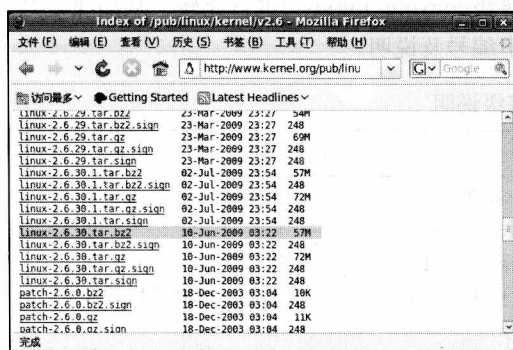 Index of /pub/linux/kernel/v2.6 - Mozilla Firefox
文件 (F) 编辑 (E) 查看 (V) 历史 (S) 书签 (B) 工具 (T) 帮助 (H)
http://www.kernel.org/pub/linu Google
访问最多 Getting Started Latest Headlines
linux-2.6.29.tar.bz2 23-Mar-2009 23:27 54M
linux-2.6.29.tar.bz2.sign 23-Mar-2009 23:27 248
linux-2.6.29.tar.gz 23-Mar-2009 23:27 69M
linux-2.6.29.tar.gz.sign 23-Mar-2009 23:27 248
linux-2.6.29.tar.sign 23-Mar-2009 23:27 248
linux-2.6.30.1.tar.bz2 02-Jul-2009 23:54 57M
linux-2.6.30.1.tar.bz2.sign 02-Jul-2009 23:54 248
linux-2.6.30.1.tar.gz 02-Jul-2009 23:54 72M
linux-2.6.30.1.tar.gz.sign 02-Jul-2009 23:54 248
linux-2.6.30.1.tar.sign 02-Jul-2009 23:54 248
linux-2.6.30.tar.bz2 10-Jun-2009 03:22 57M
linux-2.6.30.tar.bz2.sign 10-Jun-2009 03:22 248
linux-2.6.30.tar.gz 10-Jun-2009 03:22 72M
linux-2.6.30.tar.gz.sign 10-Jun-2009 03:22 248
linux-2.6.30.tar.sign 10-Jun-2009 03:22 248
patch-2.6.0.bz2 18-Dec-2003 03:04 10K
patch-2.6.0.bz2.sign 18-Dec-2003 03:04 248
patch-2.6.0.gz 18-Dec-2003 03:04 11K
patch-2.6.0.gz.sign 18-Dec-2003 03:04 248
完成